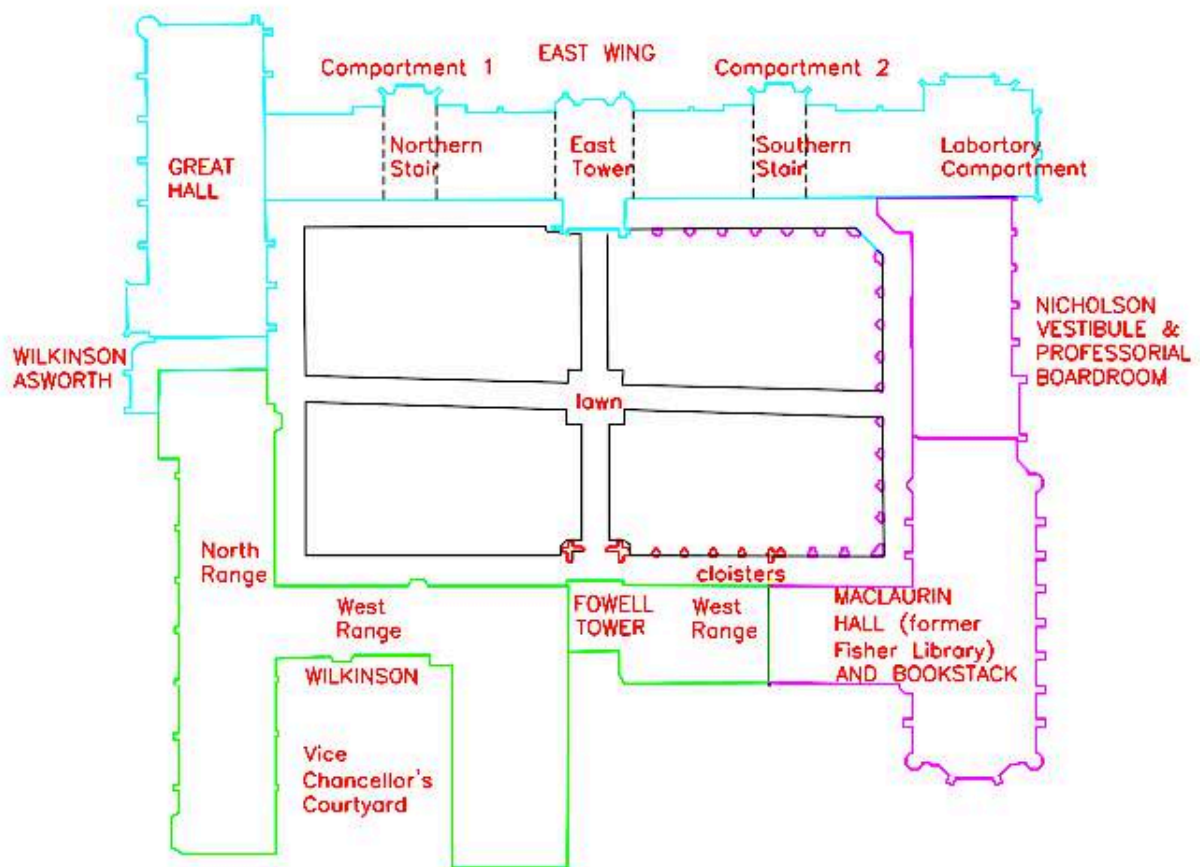 EAST WING
Compartment 1
Compartment 2
Northern
Stair
East
Tower
Southern
Stair
Labortory
Compartment
GREAT
HALL
NICHOLSON
VESTIBULE &
PROFESSORIAL
BOARDROOM
WILKINSON
ASWORTH
lawn
North
Range
cloisters
West
Range
FOWELL
TOWER
West
Range
MACLAURIN
HALL (former
Fisher Library)
AND BOOKSTACK
WILKINSON
Vice
Chancellor's
Courtyard